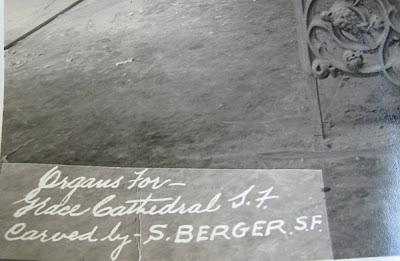 Organs For—
Grace Cathedral S.F.
Carved by - S. BERGER. S.F.